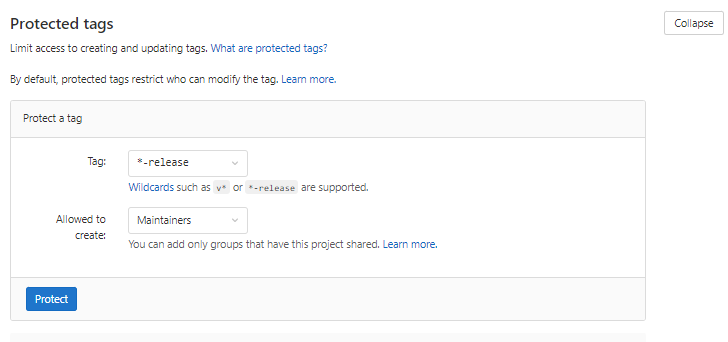 Protected tags
Collapse
Limit access to creating and updating tags. What are protected tags?
By default, protected tags restrict who can modify the tag. Learn more.
Protect a tag
Tag:
*-release
Wildcards such as v* or *-release are supported.
Allowed to
create:
Maintainers
You can add only groups that have this project shared. Learn more.
Protect